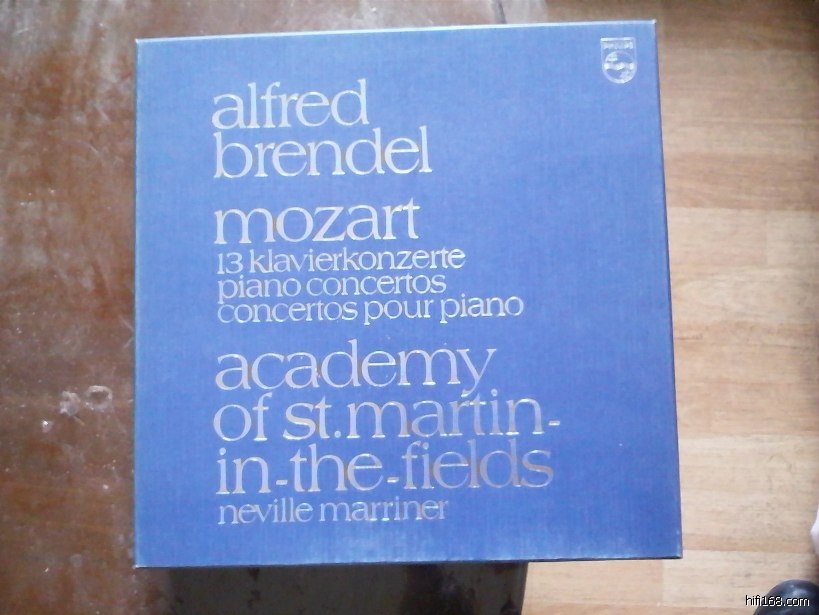 PHILIPS
alfred
brendel
mozart
13 klavierkonzerte
piano concertos
concertos pour piano
academy
of st.martin-
in-the-fields
neville marriner
hifi168.com